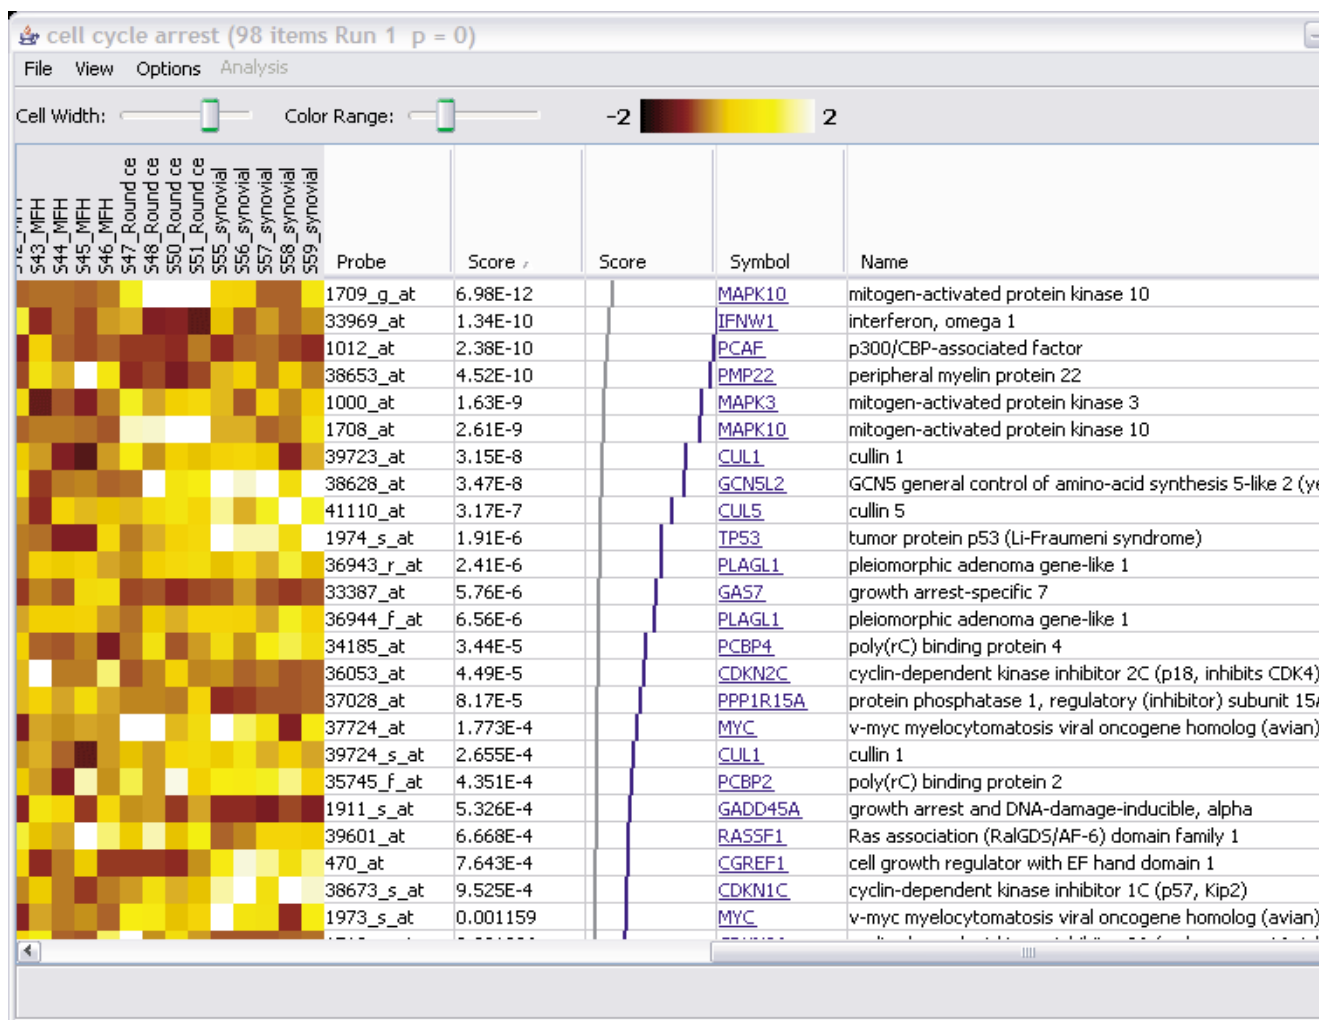 cell cycle arrest (98 items Run 1 p = 0)
File View Options Analysis
Cell Width: Color Range: -2 2
S43_MFH
S44_MFH
S45_MFH
S46_MFH
S47_Round ce
S48_Round ce
S50_Round ce
S51_Round ce
S55_synovial
S56_synovial
S57_synovial
S58_synovial
S59_synovial
Probe Score Score Symbol Name
1709_g_at 6.98E-12 MAPK10 mitogen-activated protein kinase 10
33969_at 1.34E-10 IFNW1 interferon, omega 1
1012_at 2.38E-10 PCAF p300/CBP-associated factor
38653_at 4.52E-10 PMP22 peripheral myelin protein 22
1000_at 1.63E-9 MAPK3 mitogen-activated protein kinase 3
1708_at 2.61E-9 MAPK10 mitogen-activated protein kinase 10
39723_at 3.15E-8 CUL1 cullin 1
38628_at 3.47E-8 GCN5L2 GCN5 general control of amino-acid synthesis 5-like 2 (ye
41110_at 3.17E-7 CUL5 cullin 5
1974_s_at 1.91E-6 TP53 tumor protein p53 (Li-Fraumeni syndrome)
36943_r_at 2.41E-6 PLAGL1 pleiomorphic adenoma gene-like 1
33387_at 5.76E-6 GAS7 growth arrest-specific 7
36944_f_at 6.56E-6 PLAGL1 pleiomorphic adenoma gene-like 1
34185_at 3.44E-5 PCBP4 poly(rC) binding protein 4
36053_at 4.49E-5 CDKN2C cyclin-dependent kinase inhibitor 2C (p18, inhibits CDK4)
37028_at 8.17E-5 PPP1R15A protein phosphatase 1, regulatory (inhibitor) subunit 15A
37724_at 1.773E-4 MYC v-myc myelocytomatosis viral oncogene homolog (avian)
39724_s_at 2.655E-4 CUL1 cullin 1
35745_f_at 4.351E-4 PCBP2 poly(rC) binding protein 2
1911_s_at 5.326E-4 GADD45A growth arrest and DNA-damage-inducible, alpha
39601_at 6.668E-4 RASSF1 Ras association (RalGDS/AF-6) domain family 1
470_at 7.643E-4 CGREF1 cell growth regulator with EF hand domain 1
38673_s_at 9.525E-4 CDKN1C cyclin-dependent kinase inhibitor 1C (p57, Kip2)
1973_s_at 0.001159 MYC v-myc myelocytomatosis viral oncogene homolog (avian)